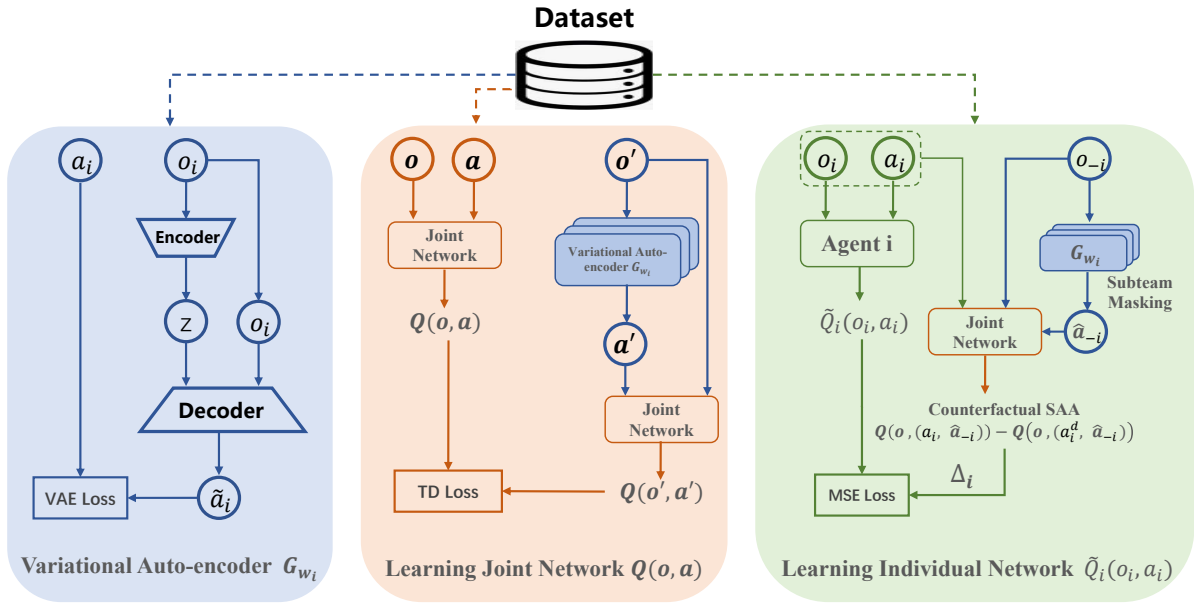 Dataset
a_i
o_i
Encoder
z
o_i
Decoder
VAE Loss
ã_i
Variational Auto-encoder G_{w_i}
o
a
o′
Joint
Network
Variational Auto-
encoder G_{w_i}
Q(o, a)
a′
Joint
Network
TD Loss
Q(o′, a′)
Learning Joint Network Q(o, a)
o_i
a_i
o_{-i}
Agent i
G_{w_i}
Subteam
Masking
Q̃_i(o_i, a_i)
Joint
Network
â_{-i}
Counterfactual SAA
Q(o, (a_i, â_{-i})) − Q(o, (a_i^d, â_{-i}))
Δ_i
MSE Loss
Learning Individual Network Q̃_i(o_i, a_i)